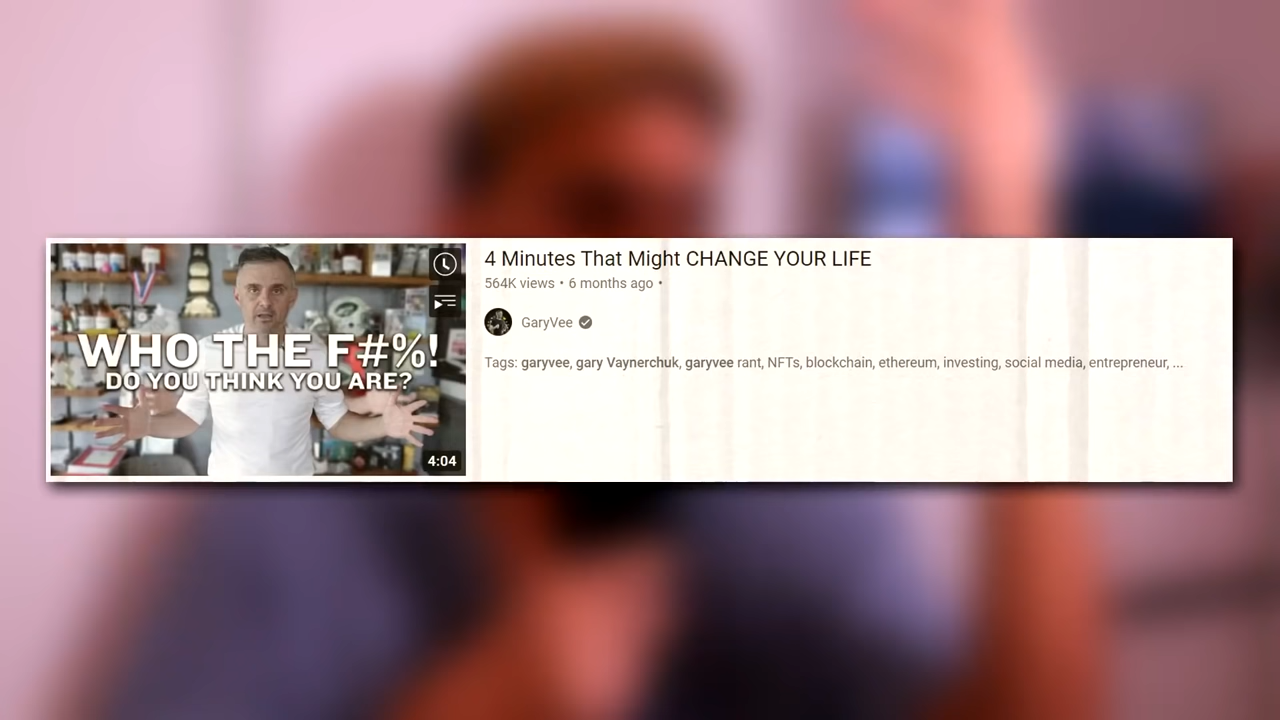 WHO THE F#%!
DO YOU THINK YOU ARE?
4:04
4 Minutes That Might CHANGE YOUR LIFE
564K views • 6 months ago •
GaryVee
Tags: garyvee, gary Vaynerchuk, garyvee rant, NFTs, blockchain, ethereum, investing, social media, entrepreneur, ...